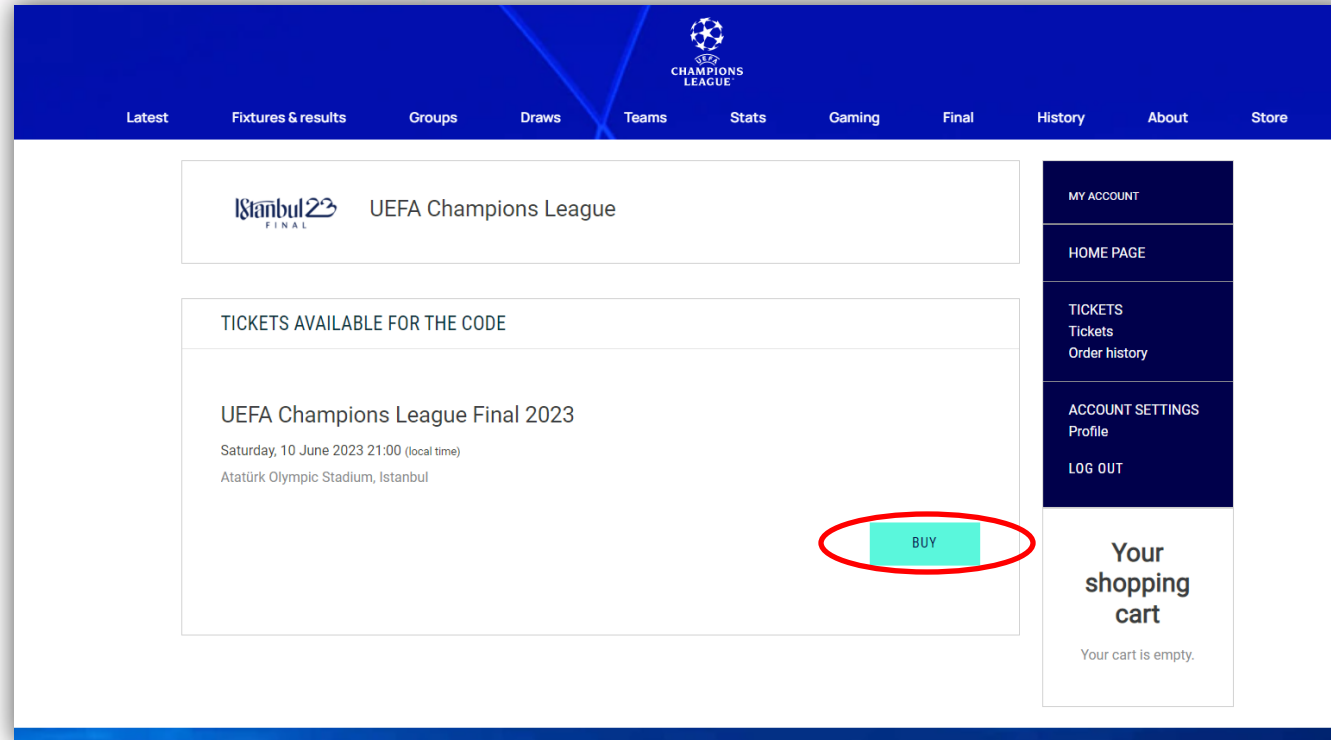 UEFA
CHAMPIONS
LEAGUE
Latest Fixtures & results Groups Draws Teams Stats Gaming Final History About Store
Istanbul 23
FINAL
UEFA Champions League
TICKETS AVAILABLE FOR THE CODE
UEFA Champions League Final 2023
Saturday, 10 June 2023 21:00 (local time)
Atatürk Olympic Stadium, Istanbul
BUY
MY ACCOUNT
HOME PAGE
TICKETS
Tickets
Order history
ACCOUNT SETTINGS
Profile
LOG OUT
Your
shopping
cart
Your cart is empty.